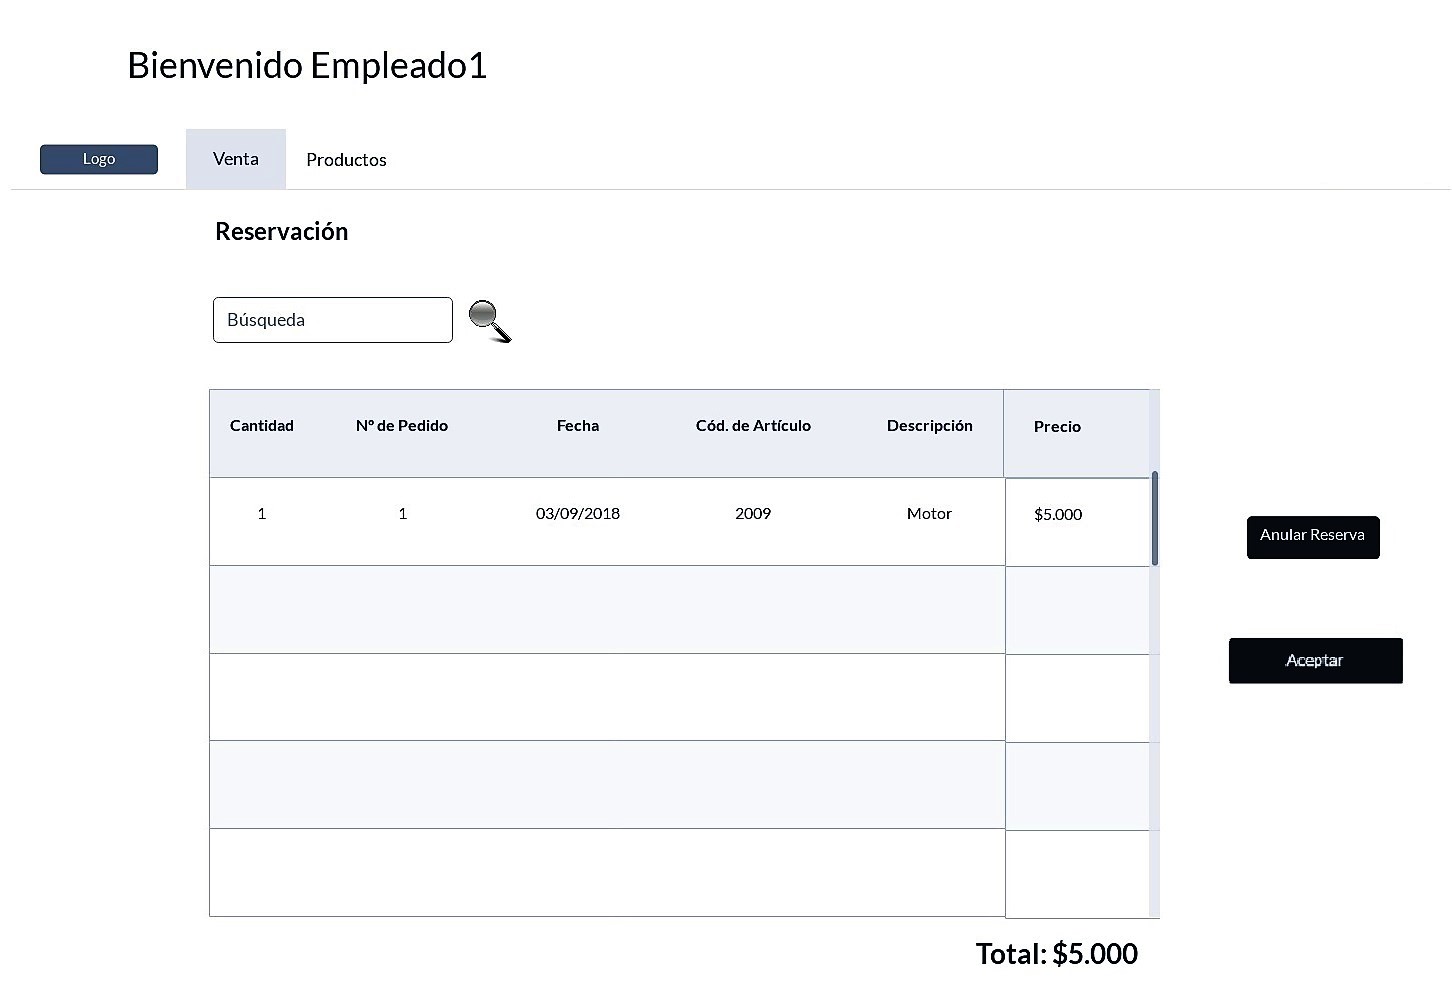 Bienvenido Empleado1
Logo Venta Productos
Reservación
Búsqueda
Cantidad Nº de Pedido Fecha Cód. de Artículo Descripción Precio
1 1 03/09/2018 2009 Motor $5.000
Anular Reserva
Aceptar
Total: $5.000